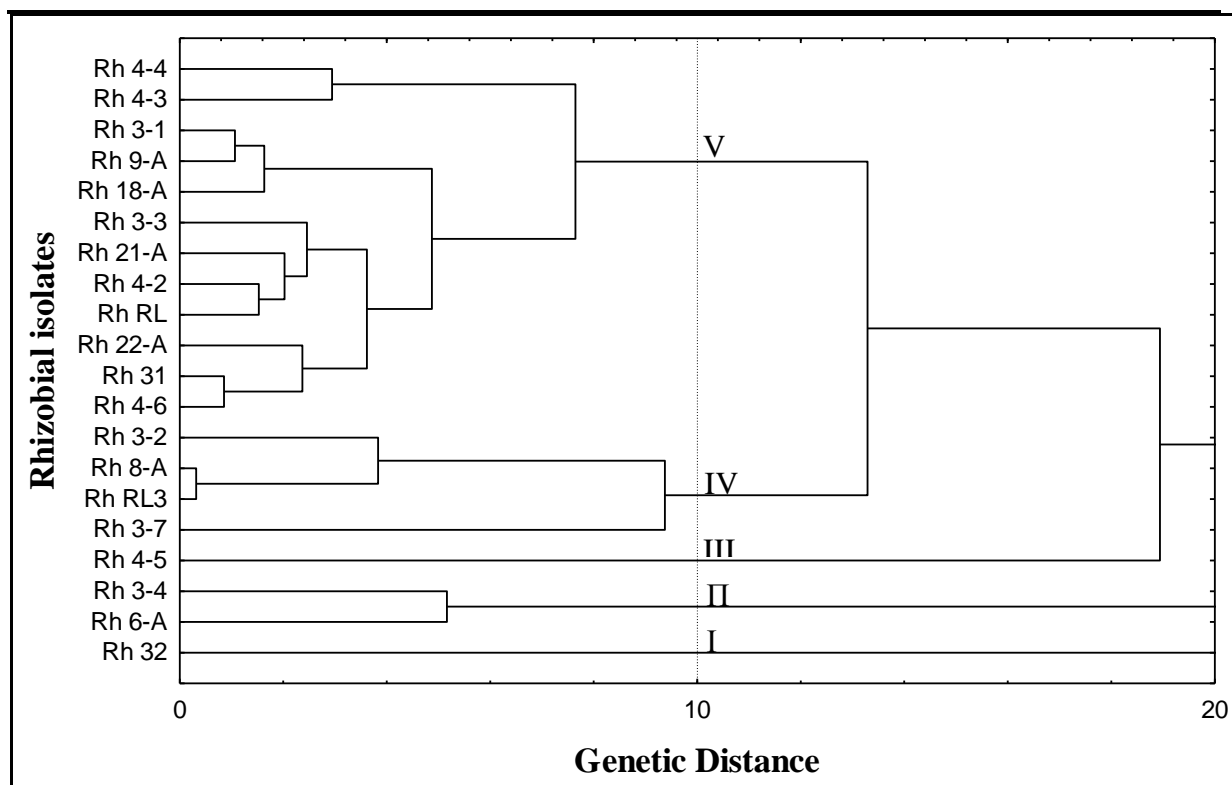 Rh 4-4
Rh 4-3
Rh 3-1
Rh 9-A
Rh 18-A
Rh 3-3
Rh 21-A
Rh 4-2
Rh RL
Rh 22-A
Rh 31
Rh 4-6
Rh 3-2
Rh 8-A
Rh RL3
Rh 3-7
Rh 4-5
Rh 3-4
Rh 6-A
Rh 32
Rhizobial isolates
V
IV
III
II
I
0 10 20
Genetic Distance